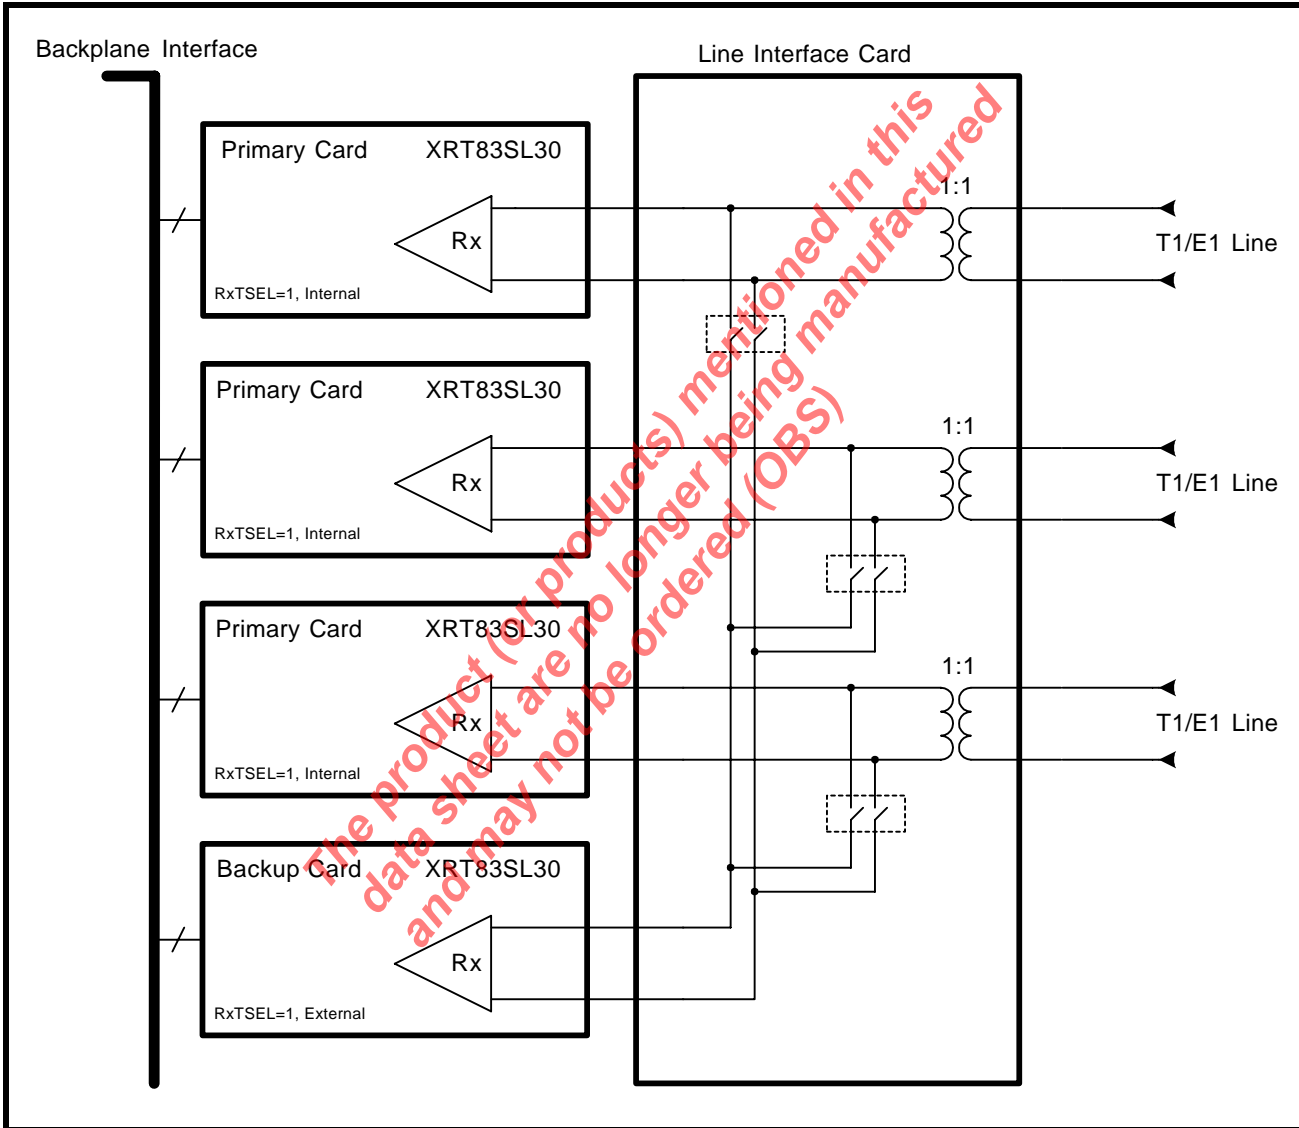 Backplane Interface
Line Interface Card
Primary Card XRT83SL30
Rx
RxTSEL=1, Internal
1:1
T1/E1 Line
Primary Card XRT83SL30
Rx
RxTSEL=1, Internal
1:1
T1/E1 Line
Primary Card XRT83SL30
Rx
RxTSEL=1, Internal
1:1
T1/E1 Line
Backup Card XRT83SL30
Rx
RxTSEL=1, External
The product (or products) mentioned in this
data sheet are no longer being manufactured
and may not be ordered (OBS)